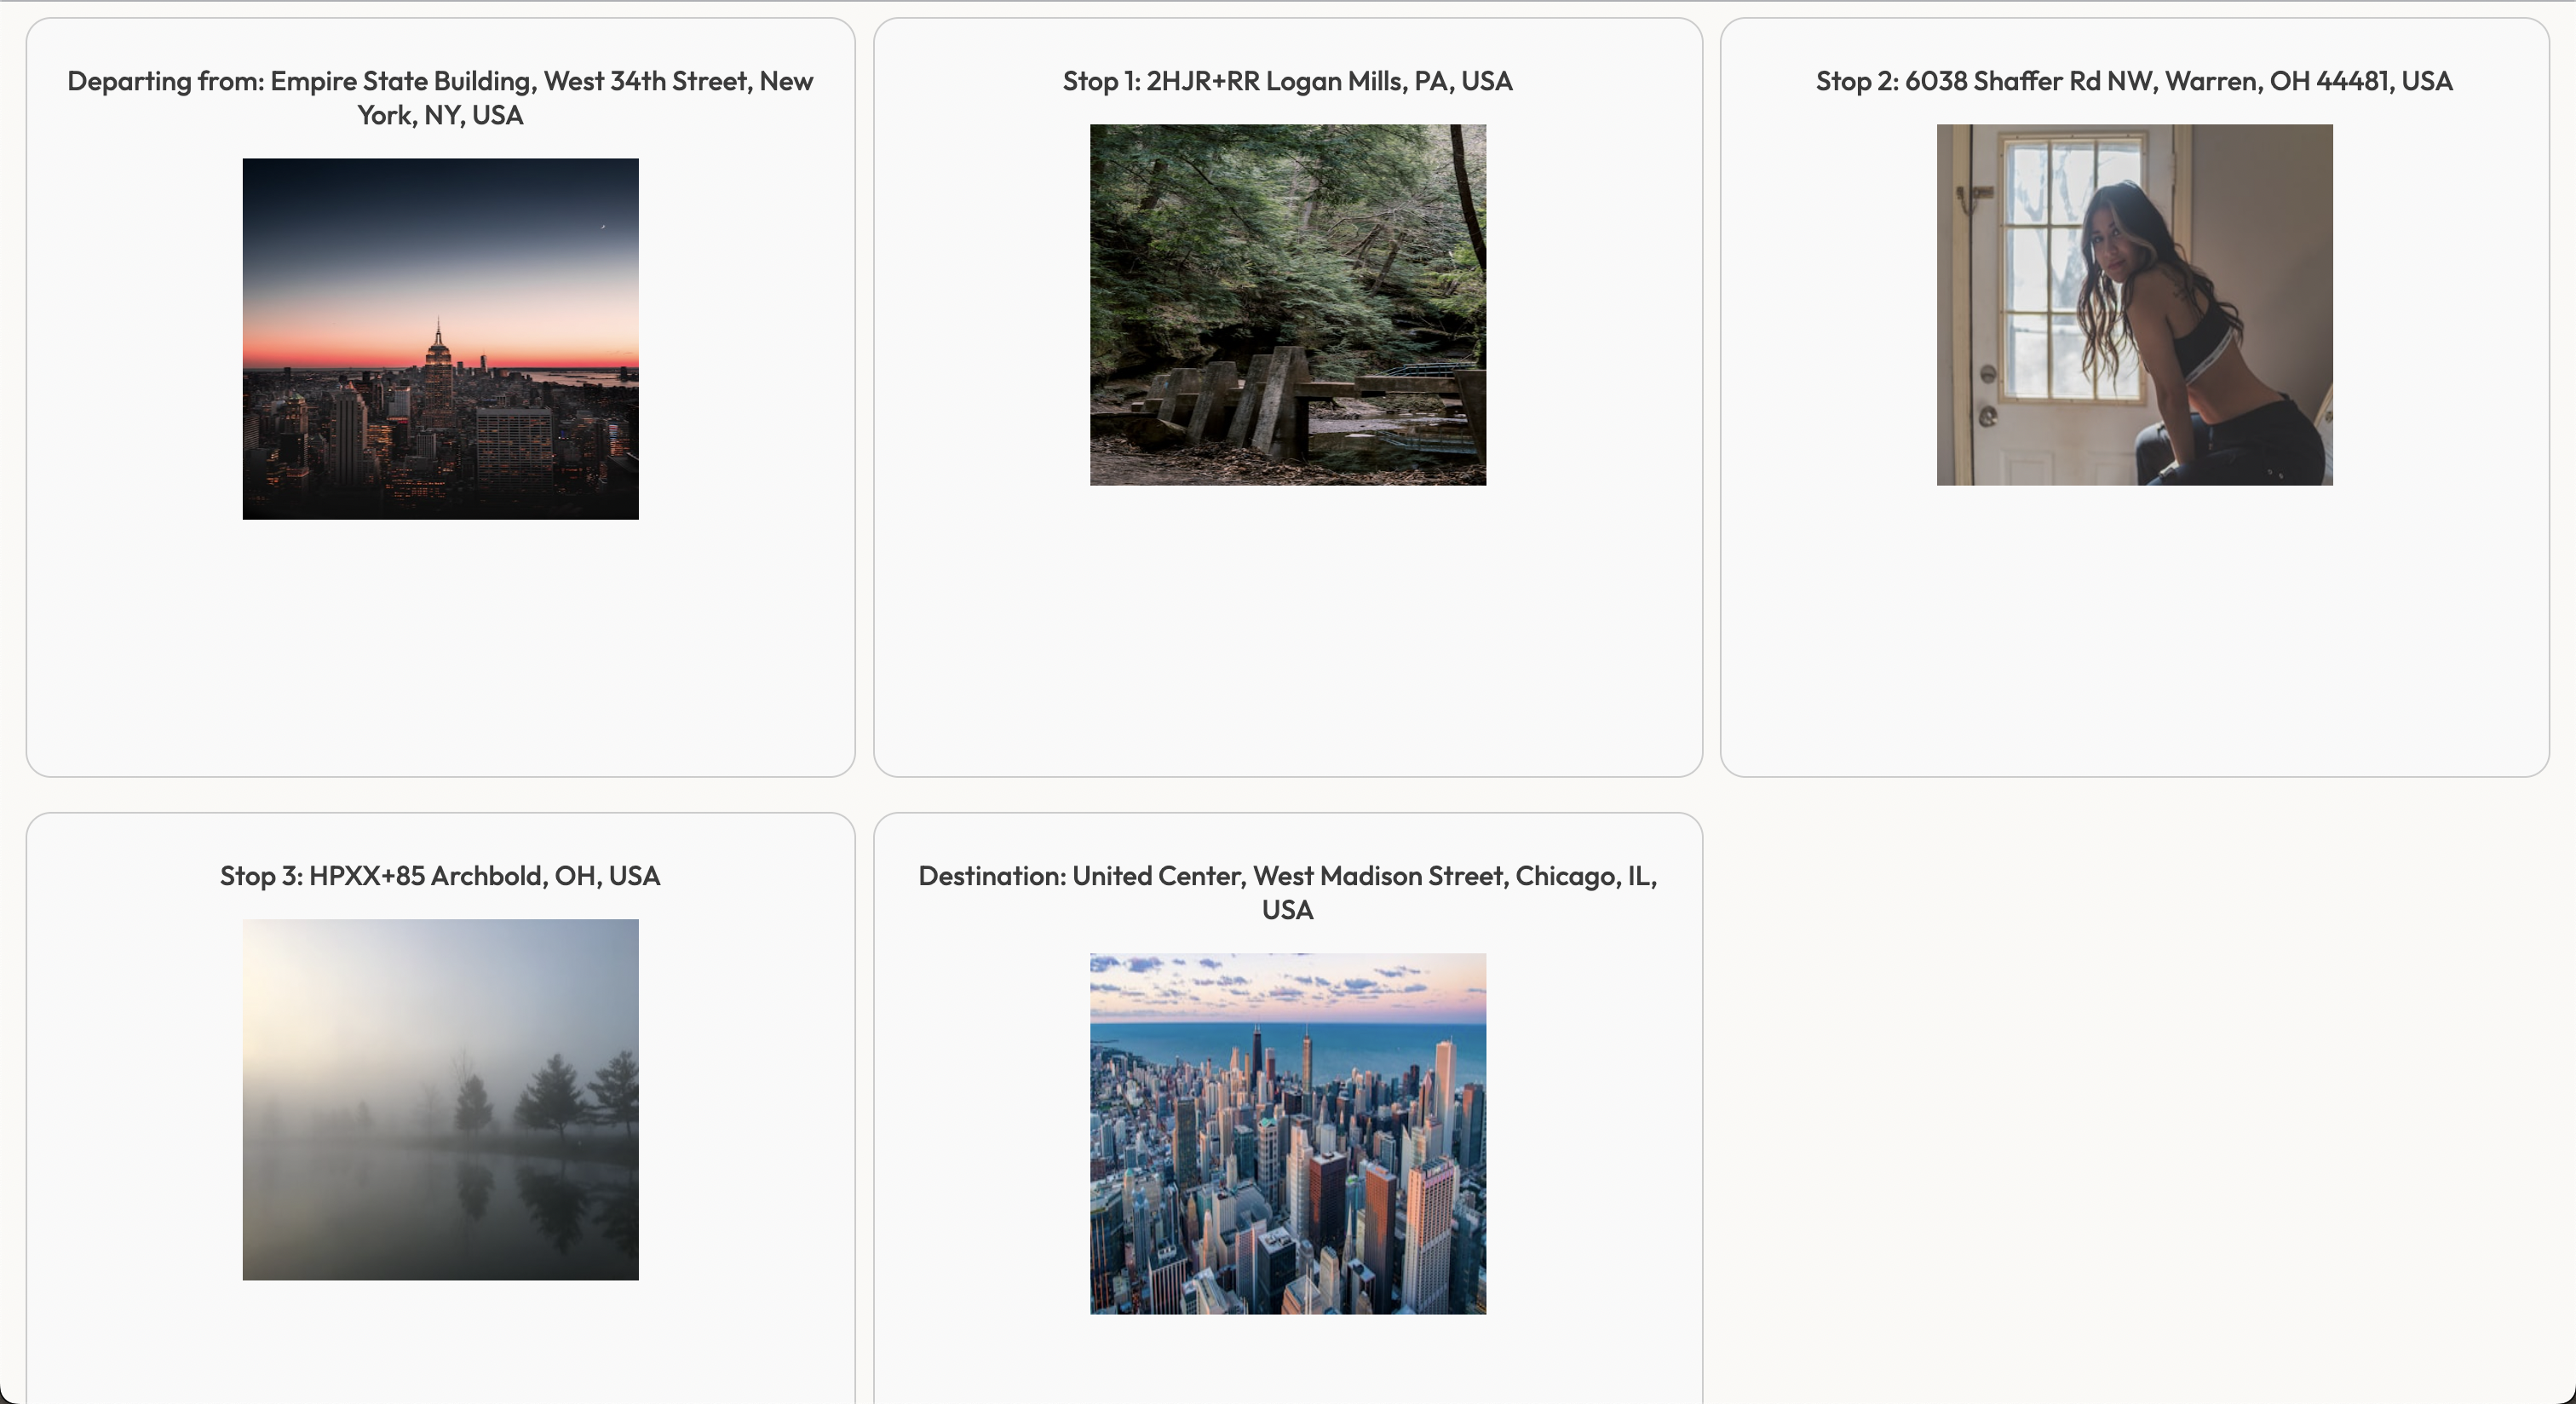 Departing from: Empire State Building, West 34th Street, New
York, NY, USA
Stop 1: 2HJR+RR Logan Mills, PA, USA
Stop 2: 6038 Shaffer Rd NW, Warren, OH 44481, USA
Stop 3: HPXX+85 Archbold, OH, USA
Destination: United Center, West Madison Street, Chicago, IL,
USA